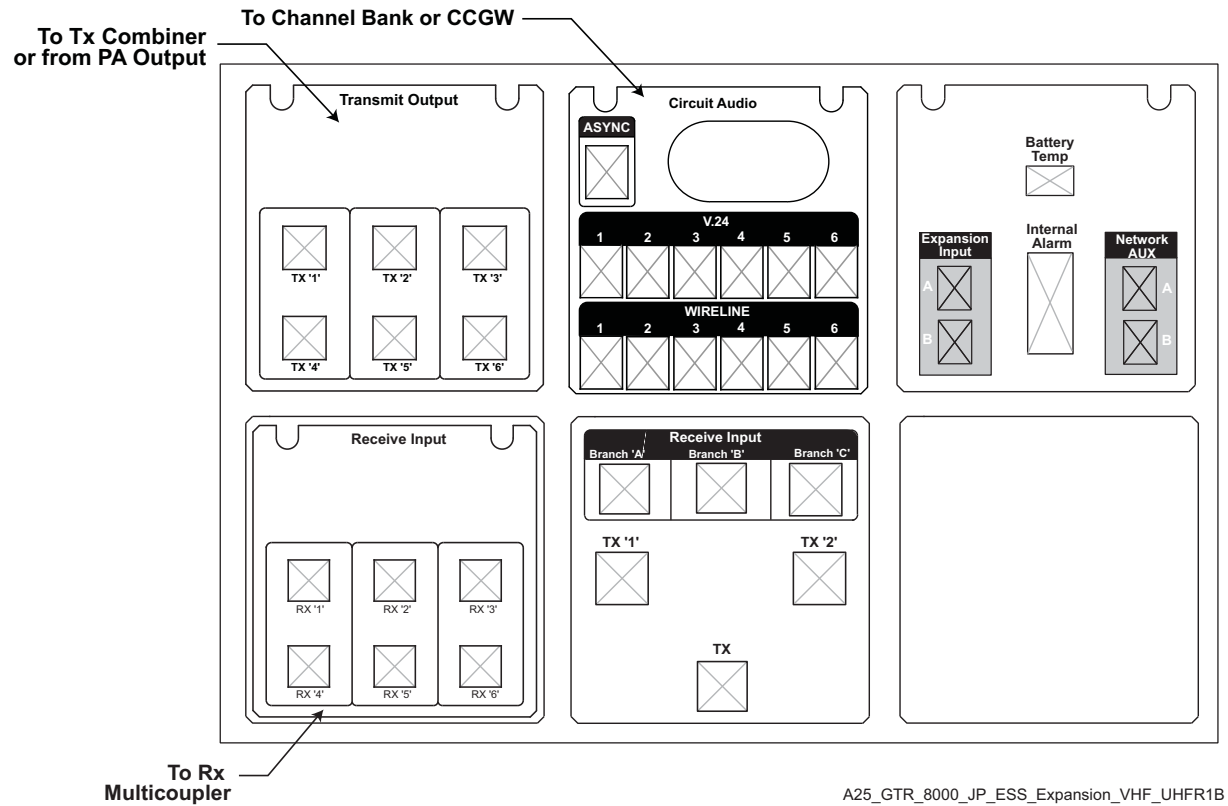 To Channel Bank or CCGW
To Tx Combiner
or from PA Output
Transmit Output
TX '1'
TX '2'
TX '3'
TX '4'
TX '5'
TX '6'
Circuit Audio
ASYNC
V.24
1 2 3 4 5 6
WIRELINE
1 2 3 4 5 6
Battery
Temp
Expansion
Input
A
B
Internal
Alarm
Network
AUX
A
B
Receive Input
RX '1'
RX '2'
RX '3'
RX '4'
RX '5'
RX '6'
Receive Input
Branch 'A'
Branch 'B'
Branch 'C'
TX '1'
TX '2'
TX
To Rx
Multicoupler
A25_GTR_8000_JP_ESS_Expansion_VHF_UHFR1B